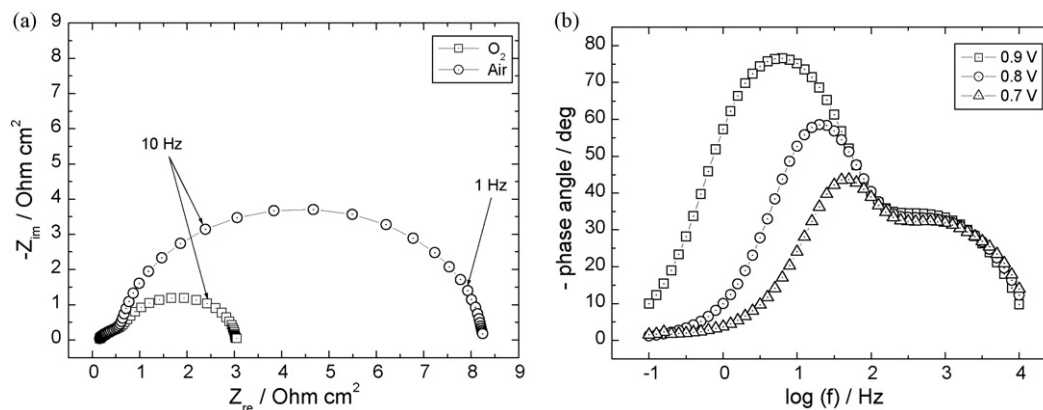 (a)
9
8
7
6
5
4
3
2
1
0
-Z_im / Ohm cm²
O₂
Air
10 Hz
1 Hz
0 1 2 3 4 5 6 7 8 9
Z_re / Ohm cm²
(b)
80
70
60
50
40
30
20
10
0
- phase angle / deg
0.9 V
0.8 V
0.7 V
-1 0 1 2 3 4
log (f) / Hz